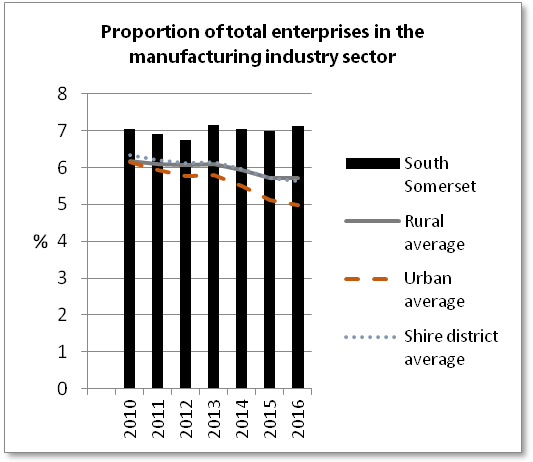 Proportion of total enterprises in the
manufacturing industry sector
8
7
6
5
% 4
3
2
1
0
2010 2011 2012 2013 2014 2015 2016
South
Somerset
Rural
average
Urban
average
Shire district
average